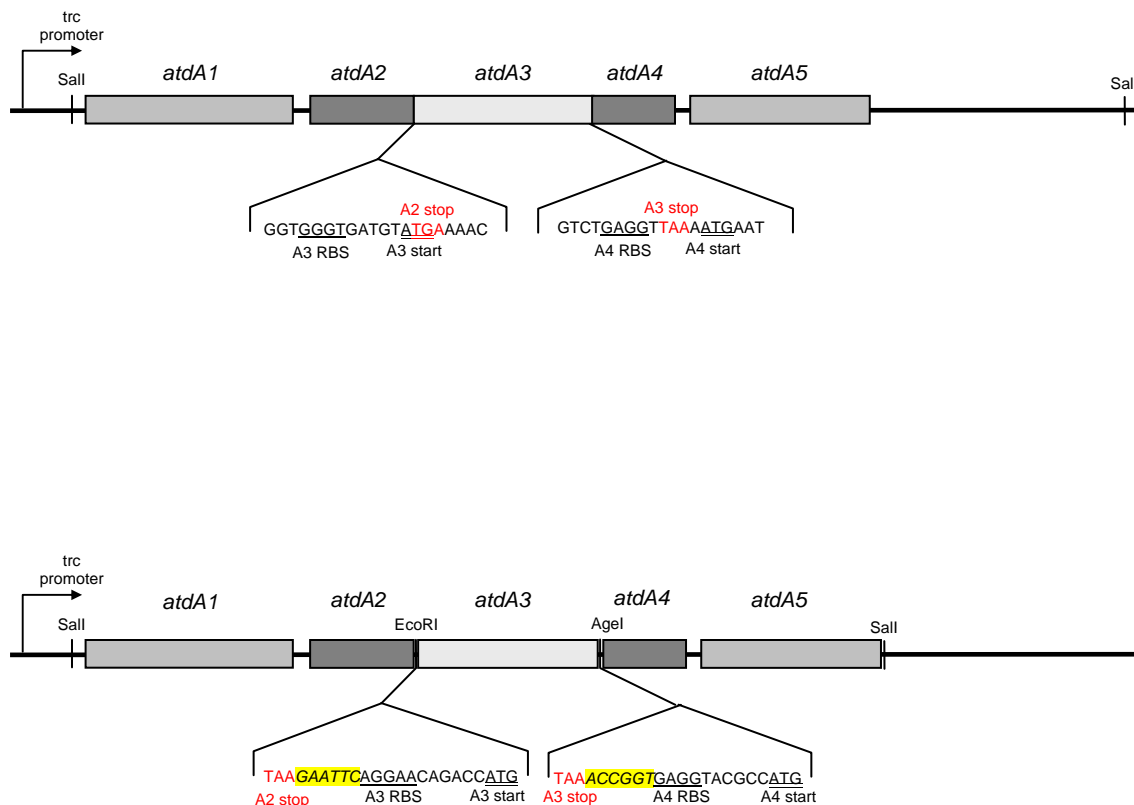 trc
promoter
SalI
atdA1
atdA2
atdA3
atdA4
atdA5
Sal
A2 stop
GGTGGGTGATGTATGAAAAC
A3 RBS
A3 start
A3 stop
GTCTGAGGTTAAAATGAAT
A4 RBS
A4 start
trc
promoter
SalI
atdA1
atdA2
EcoRI
atdA3
AgeI
atdA4
atdA5
SalI
TAAGAATTCAGGAACAGACCATG
A2 stop
A3 RBS
A3 start
TAAACCGGTGAGGTACGCCATG
A3 stop
A4 RBS
A4 start